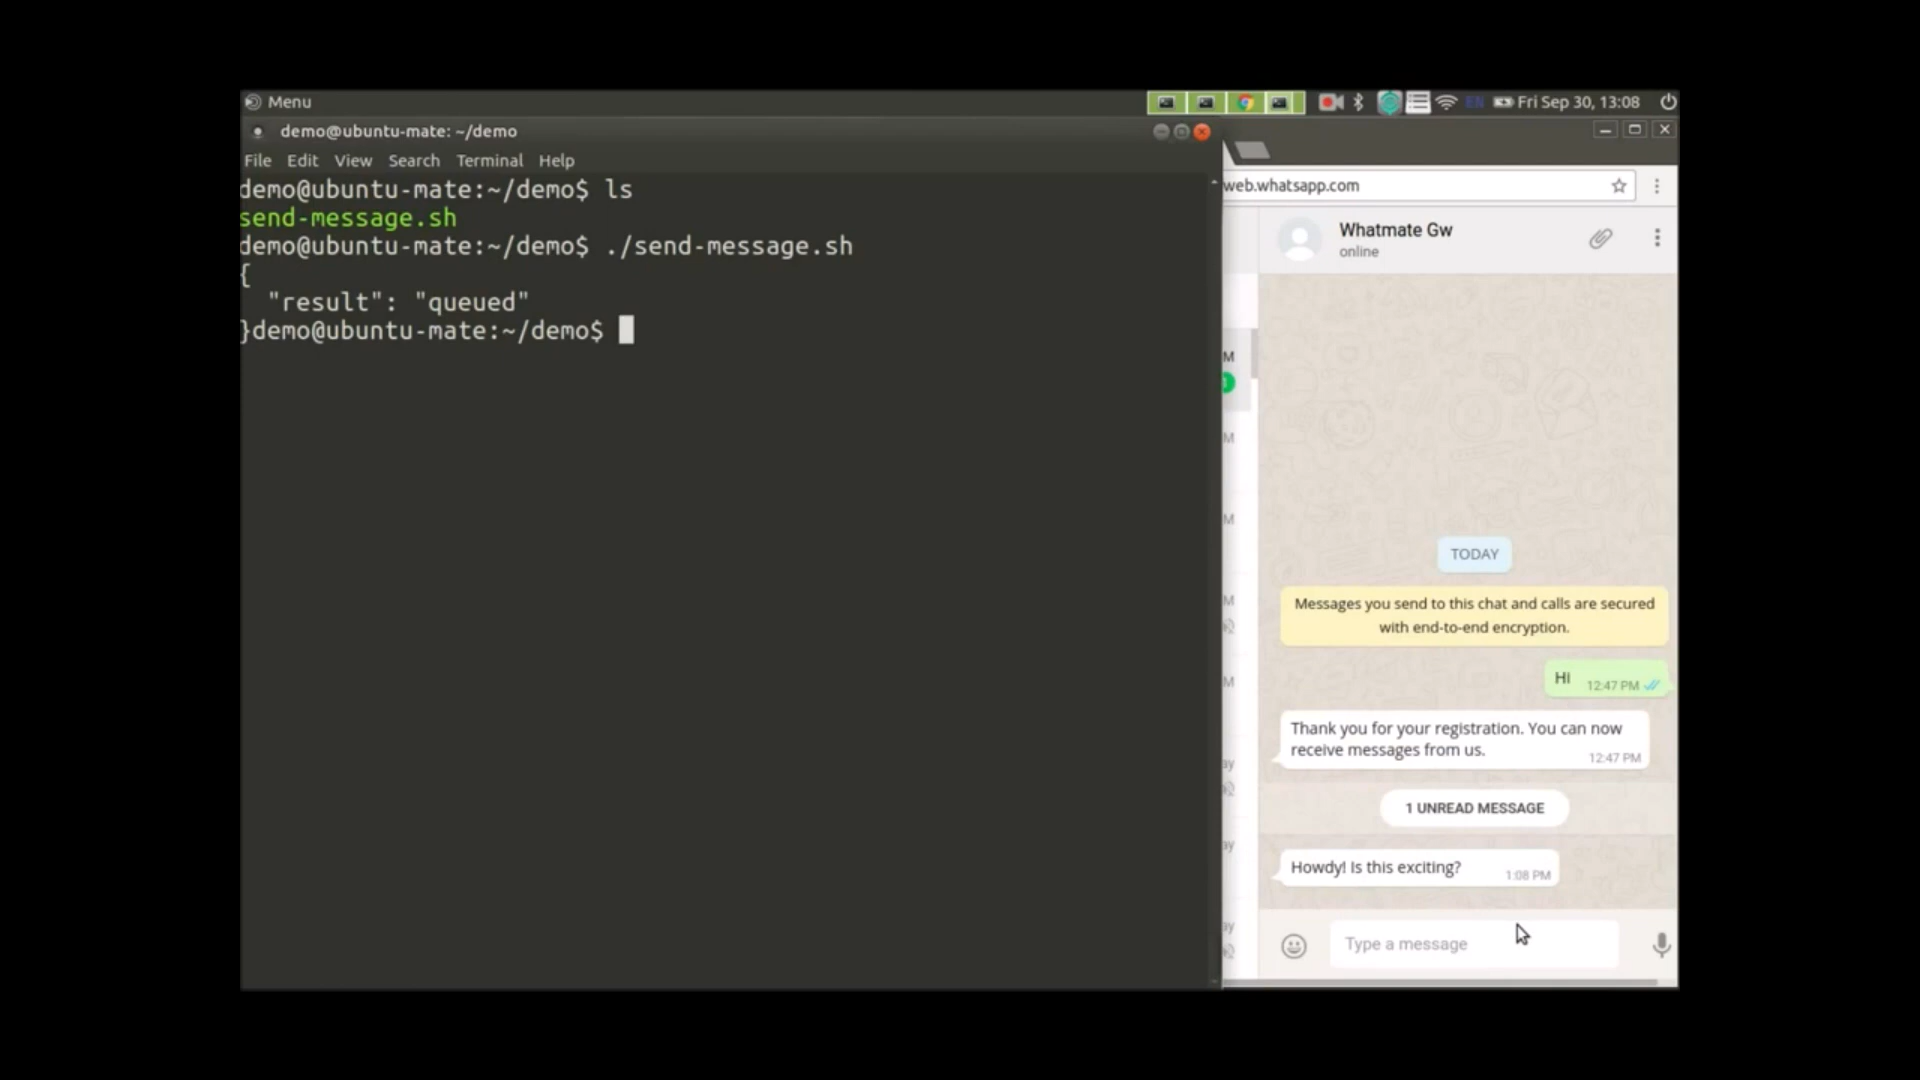 Menu
EN
Fri Sep 30, 13:08
demo@ubuntu-mate: ~/demo
File Edit View Search Terminal Help
demo@ubuntu-mate:~/demo$ ls
send-message.sh
demo@ubuntu-mate:~/demo$ ./send-message.sh
{
"result": "queued"
}demo@ubuntu-mate:~/demo$
web.whatsapp.com
Whatmate Gw
online
M
M
M
M
M
ay
ay
ay
TODAY
Messages you send to this chat and calls are secured
with end-to-end encryption.
Hi 12:47 PM
Thank you for your registration. You can now
receive messages from us.
12:47 PM
1 UNREAD MESSAGE
Howdy! Is this exciting? 1:08 PM
Type a message